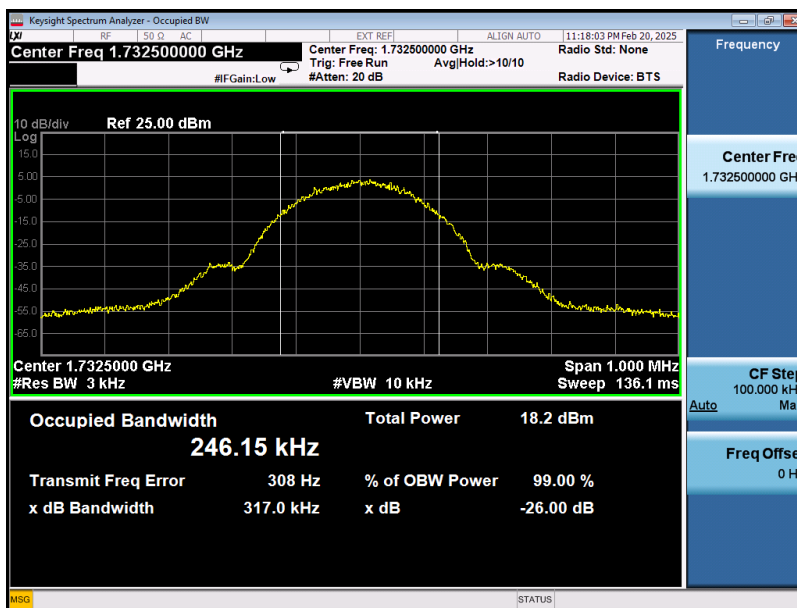 Keysight Spectrum Analyzer - Occupied BW
LXI RF 50 Ω AC EXT REF ALIGN AUTO 11:18:03 PM Feb 20, 2025
Center Freq 1.732500000 GHz
Center Freq: 1.732500000 GHz Radio Std: None
Trig: Free Run Avg|Hold:>10/10
#IFGain:Low #Atten: 20 dB Radio Device: BTS
10 dB/div Ref 25.00 dBm
Log
15.0
5.00
-5.00
-15.0
-25.0
-35.0
-45.0
-55.0
-65.0
Center 1.7325000 GHz Span 1.000 MHz
#Res BW 3 kHz #VBW 10 kHz Sweep 136.1 ms
Occupied Bandwidth Total Power 18.2 dBm
246.15 kHz
Transmit Freq Error 308 Hz % of OBW Power 99.00 %
x dB Bandwidth 317.0 kHz x dB -26.00 dB
MSG STATUS
Frequency
Center Fre
1.732500000 GH
CF Step
100.000 kH
Auto Ma
Freq Offse
0 H